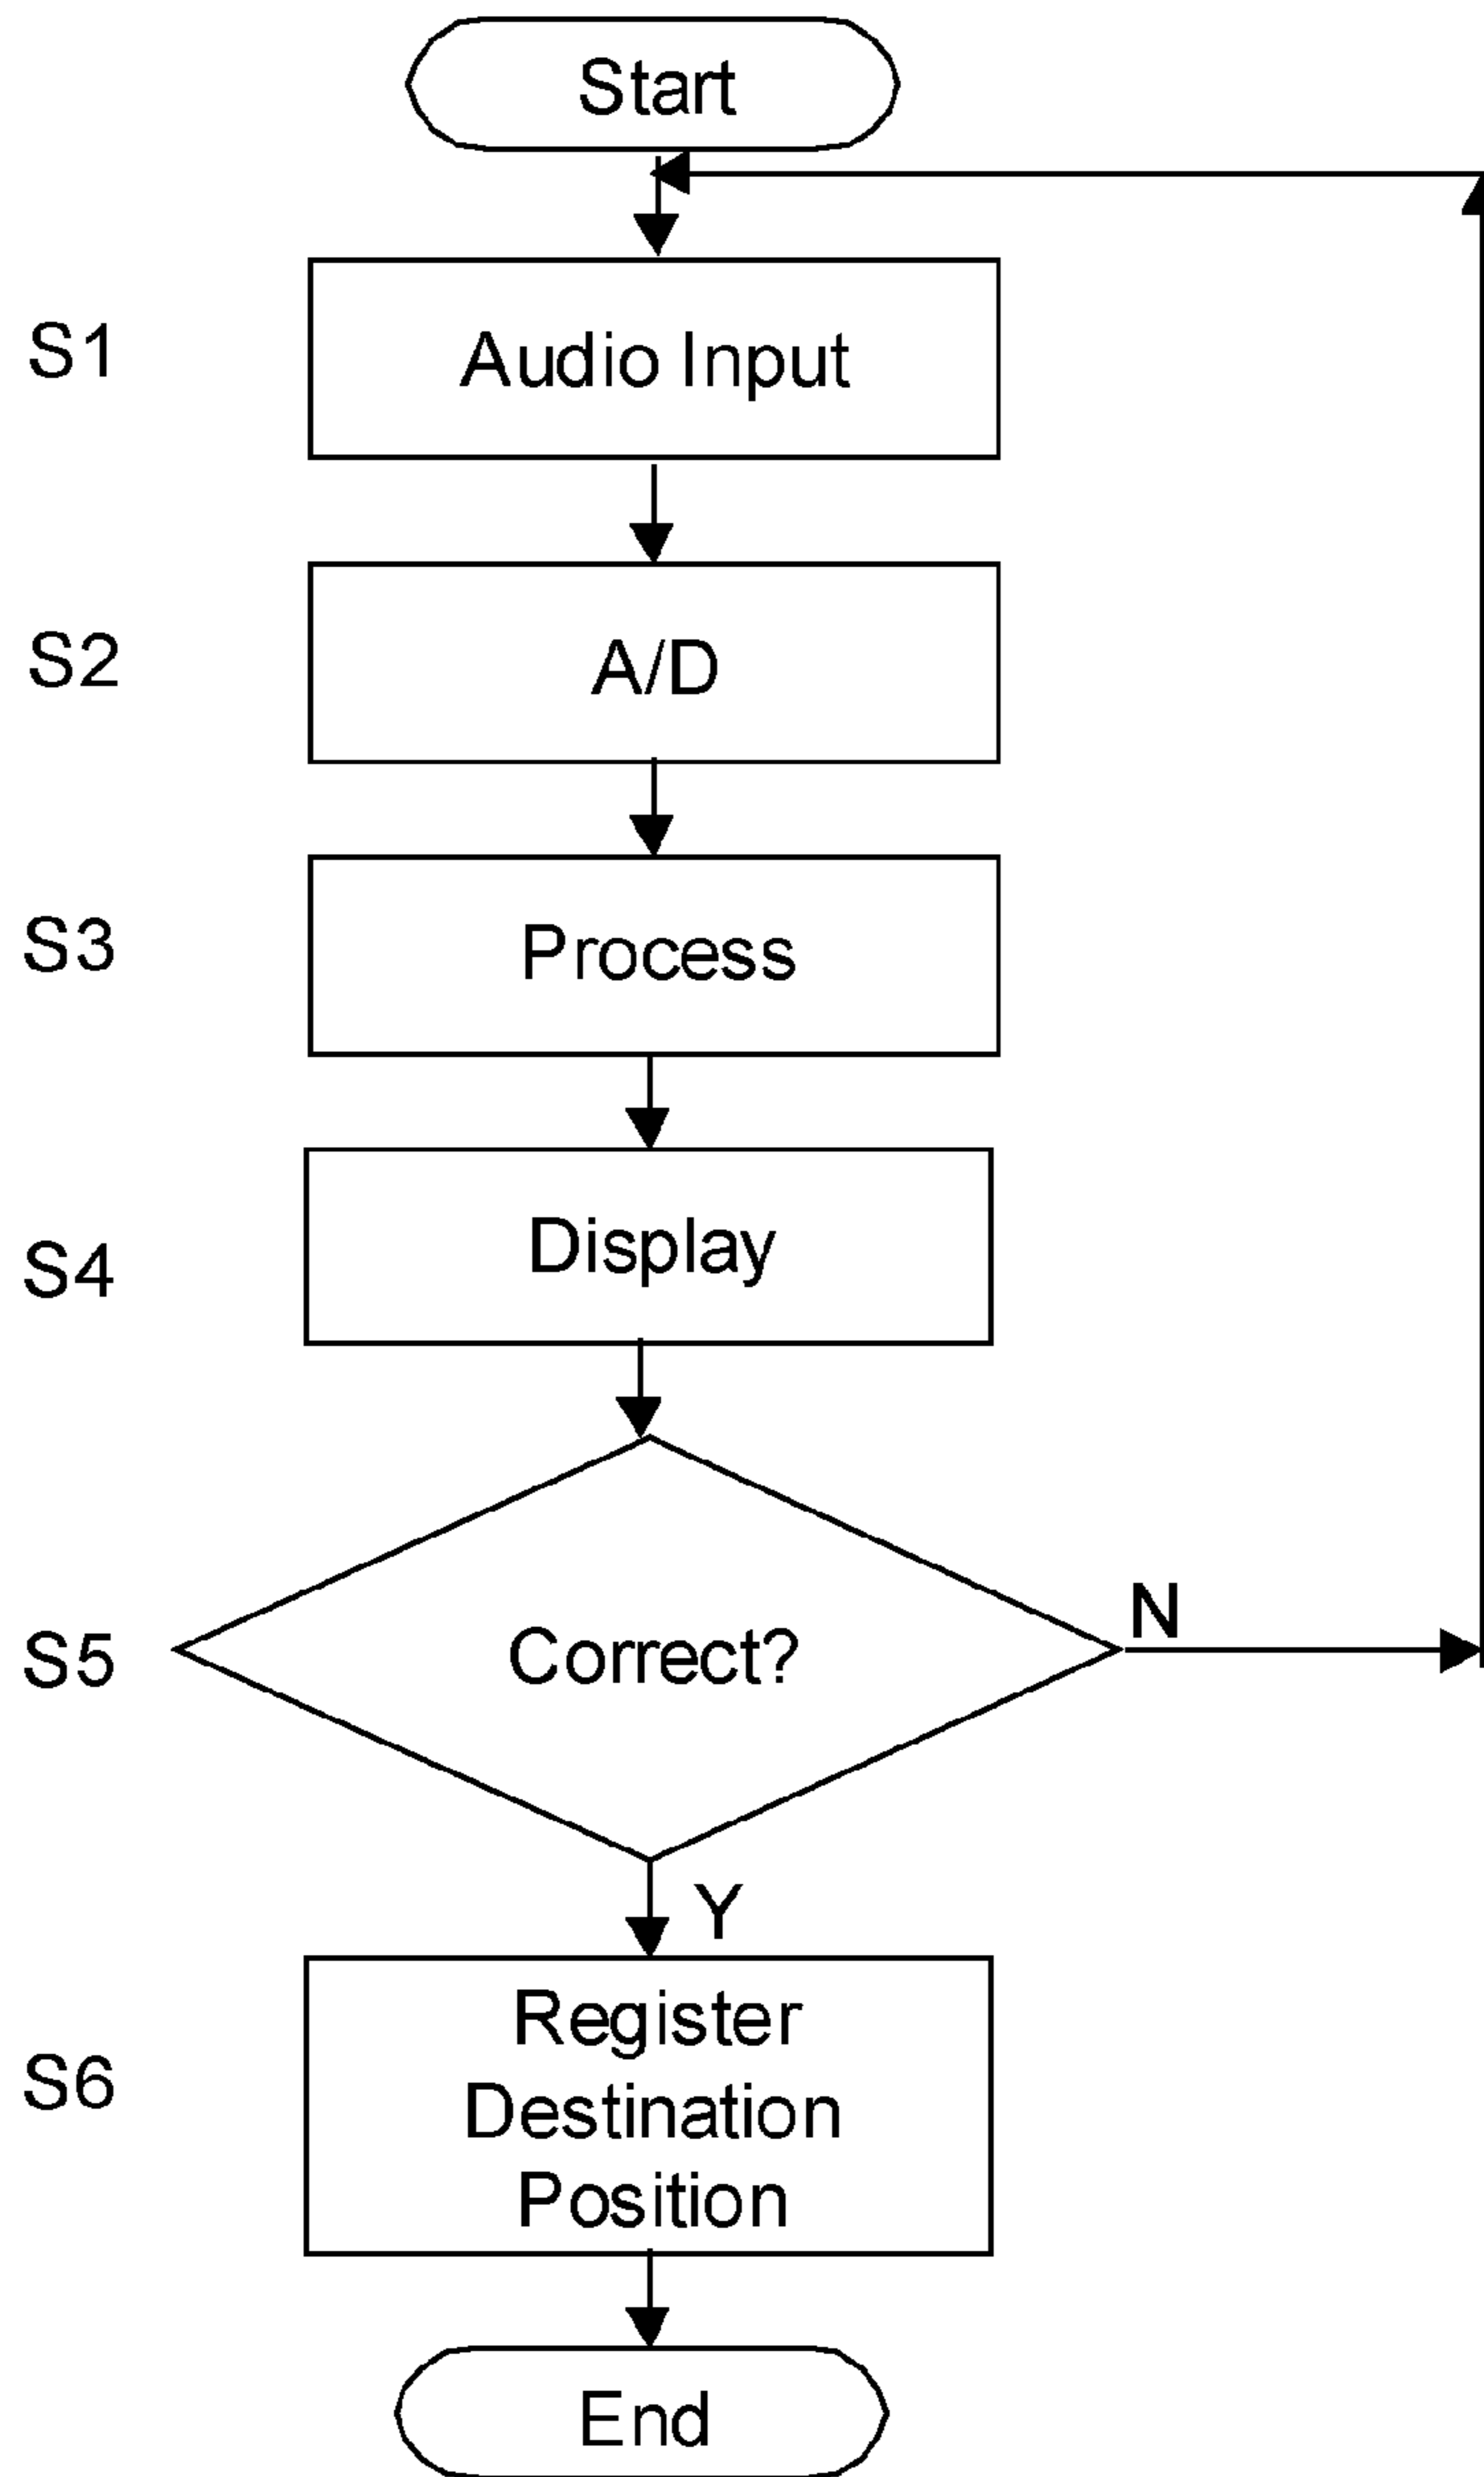 Start
S1
Audio Input
S2
A/D
S3
Process
S4
Display
S5
Correct?
N
Y
S6
Register
Destination
Position
End